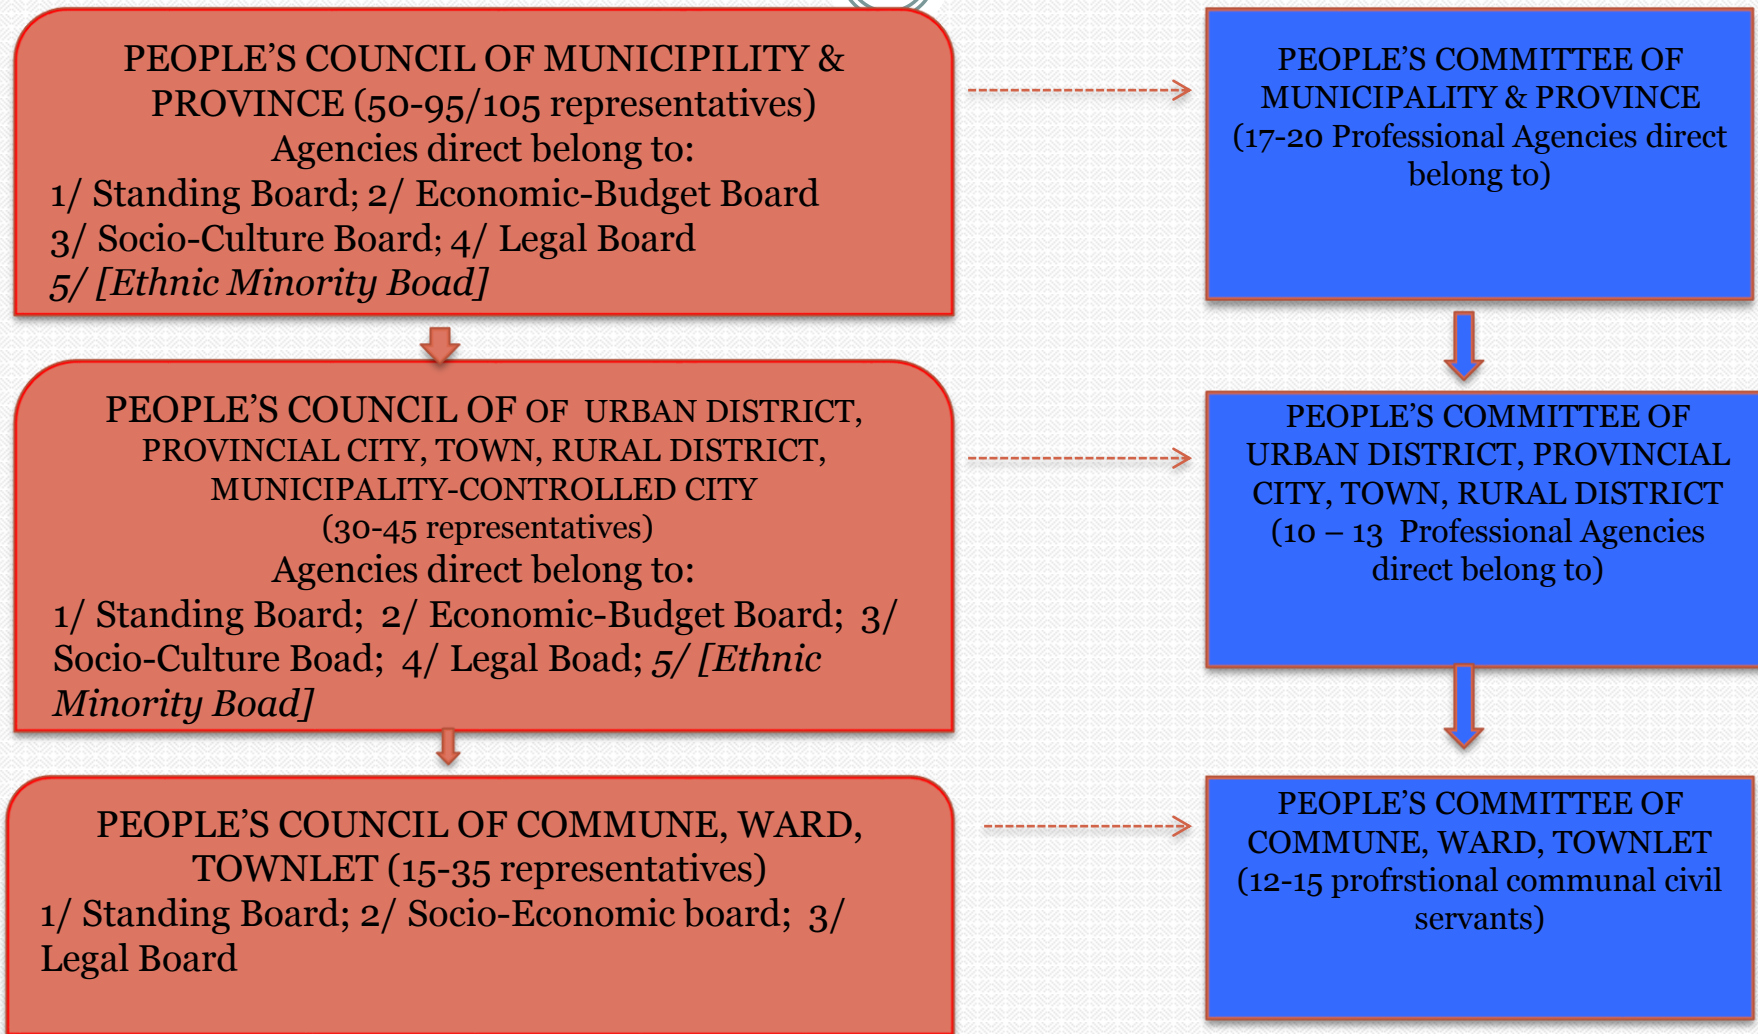 PEOPLE’S COUNCIL OF MUNICIPILITY &
PROVINCE (50-95/105 representatives)
Agencies direct belong to:
1/ Standing Board; 2/ Economic-Budget Board
3/ Socio-Culture Board; 4/ Legal Board
5/ [Ethnic Minority Boad]
PEOPLE’S COMMITTEE OF
MUNICIPALITY & PROVINCE
(17-20 Professional Agencies direct
belong to)
PEOPLE’S COUNCIL OF OF URBAN DISTRICT,
PROVINCIAL CITY, TOWN, RURAL DISTRICT,
MUNICIPALITY-CONTROLLED CITY
(30-45 representatives)
Agencies direct belong to:
1/ Standing Board; 2/ Economic-Budget Board; 3/
Socio-Culture Boad; 4/ Legal Boad; 5/ [Ethnic
Minority Boad]
PEOPLE’S COMMITTEE OF
URBAN DISTRICT, PROVINCIAL
CITY, TOWN, RURAL DISTRICT
(10 – 13 Professional Agencies
direct belong to)
PEOPLE’S COUNCIL OF COMMUNE, WARD,
TOWNLET (15-35 representatives)
1/ Standing Board; 2/ Socio-Economic board; 3/
Legal Board
PEOPLE’S COMMITTEE OF
COMMUNE, WARD, TOWNLET
(12-15 profrstional communal civil
servants)